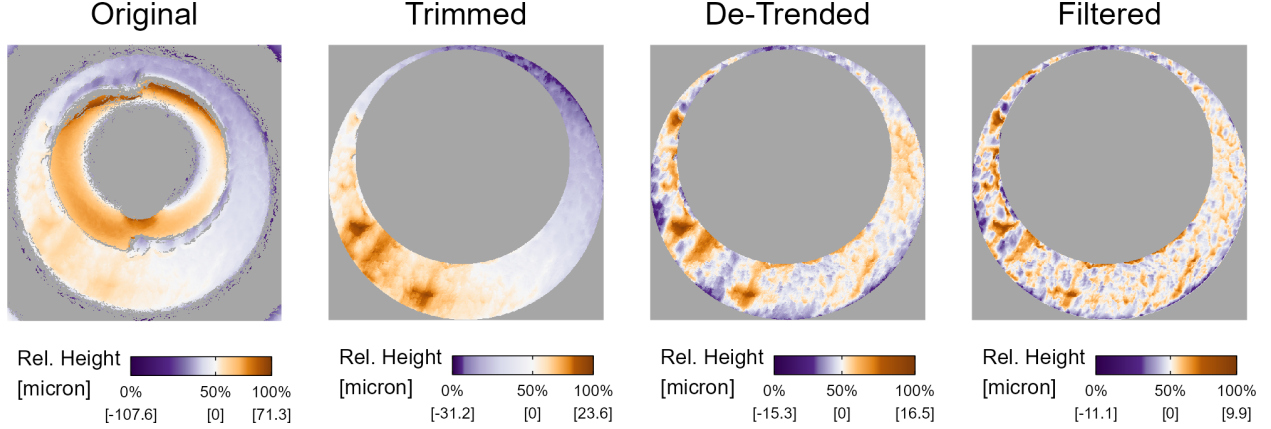 Original Trimmed De-Trended Filtered
Rel. Height Rel. Height Rel. Height Rel. Height
[micron] [micron] [micron] [micron]
0% 50% 100% 0% 50% 100% 0% 50% 100% 0% 50% 100%
[-107.6] [0] [71.3] [-31.2] [0] [23.6] [-15.3] [0] [16.5] [-11.1] [0] [9.9]